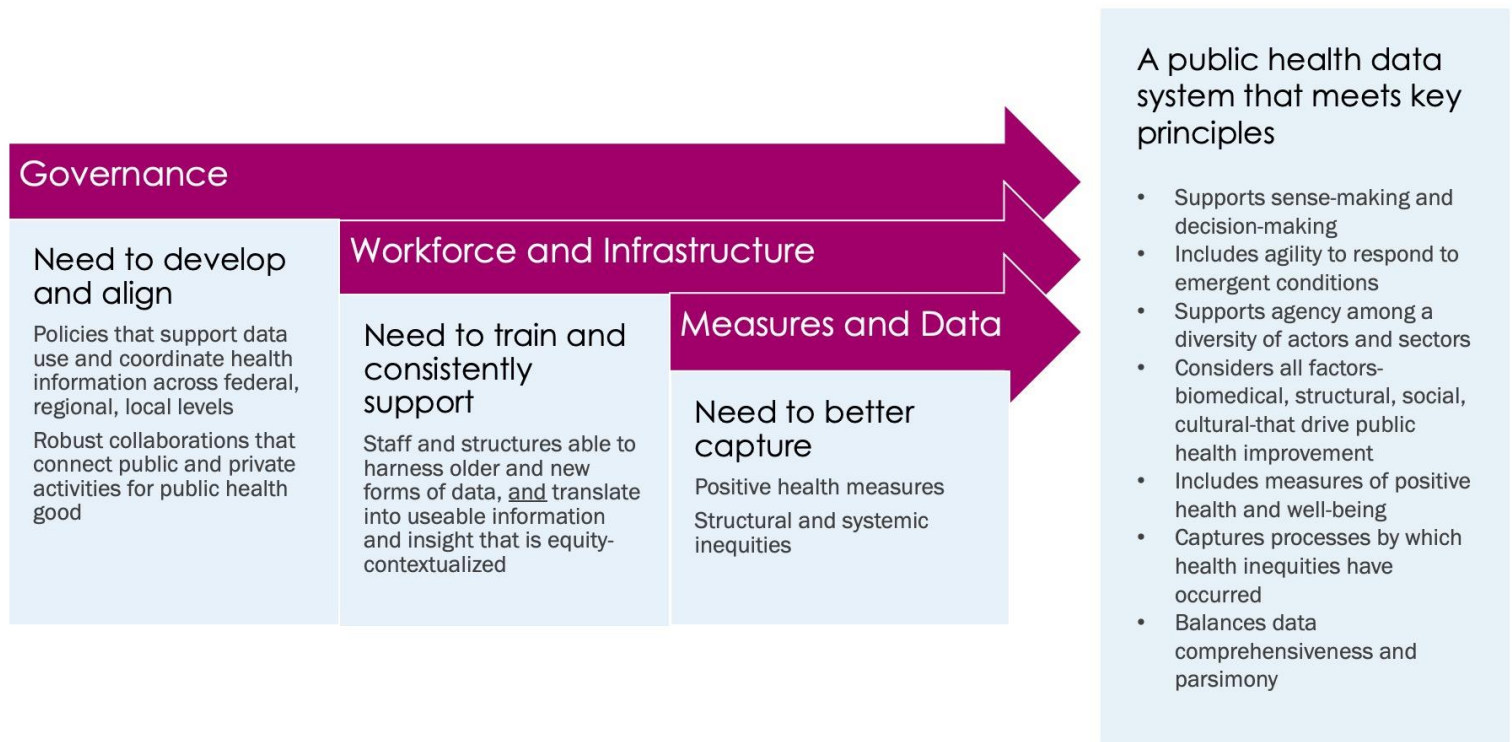 Governance
Need to develop
and align
Policies that support data
use and coordinate health
information across federal,
regional, local levels
Robust collaborations that
connect public and private
activities for public health
good
Workforce and Infrastructure
Need to train and
consistently
support
Staff and structures able to
harness older and new
forms of data, and translate
into useable information
and insight that is equity-
contextualized
Measures and Data
Need to better
capture
Positive health measures
Structural and systemic
inequities
A public health data
system that meets key
principles
• Supports sense-making and
decision-making
• Includes agility to respond to
emergent conditions
• Supports agency among a
diversity of actors and sectors
• Considers all factors-
biomedical, structural, social,
cultural-that drive public
health improvement
• Includes measures of positive
health and well-being
• Captures processes by which
health inequities have
occurred
• Balances data
comprehensiveness and
parsimony